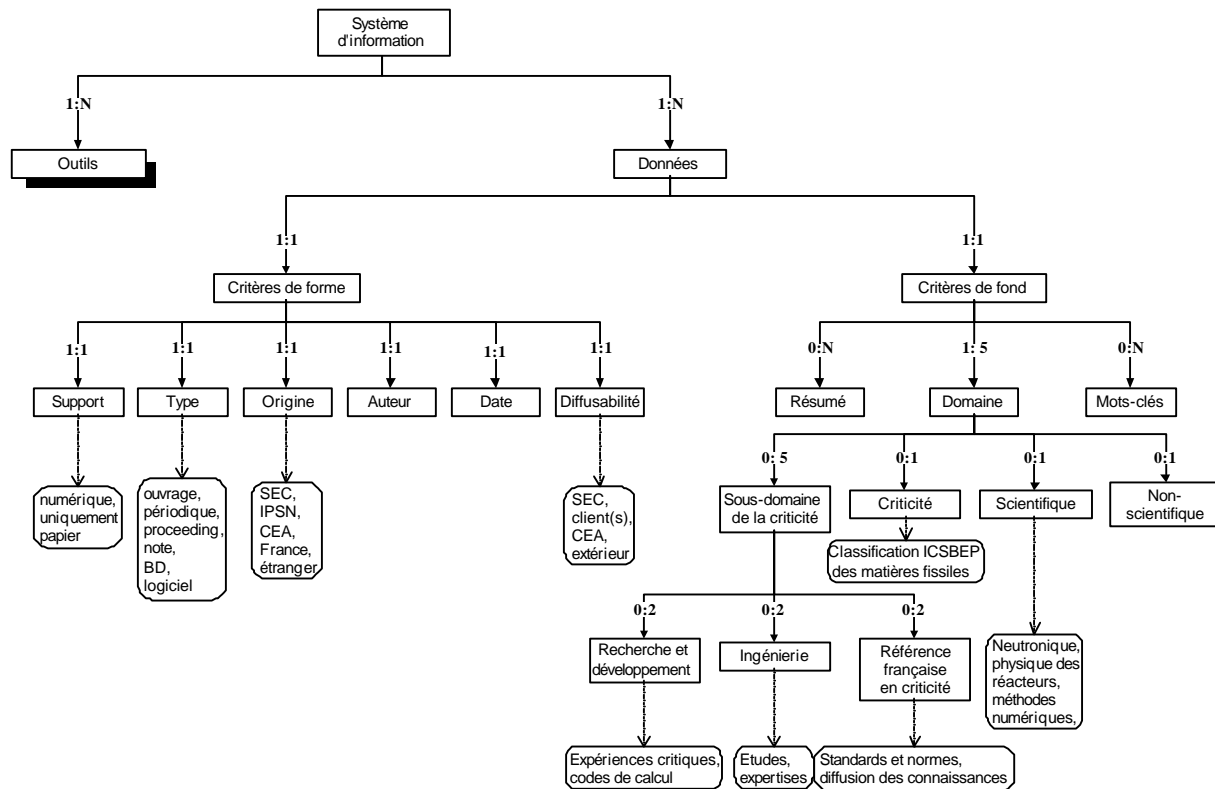 Système
d'information
1:N
1:N
Outils
Données
1:1
1:1
Critères de forme
Critères de fond
1:1
1:1
1:1
1:1
1:1
1:1
0:N
1: 5
0:N
Support
Type
Origine
Auteur
Date
Diffusabilité
Résumé
Domaine
Mots-clés
0: 5
0:1
0:1
0:1
numérique,
uniquement
papier
ouvrage,
périodique,
proceeding,
note,
BD,
logiciel
SEC,
IPSN,
CEA,
France,
étranger
SEC,
client(s),
CEA,
extérieur
Sous-domaine
de la criticité
Criticité
Scientifique
Non-
scientifique
Classification ICSBEP
des matières fissiles
0:2
0:2
0:2
Recherche et
développement
Ingénierie
Référence
française
en criticité
Neutronique,
physique des
réacteurs,
méthodes
numériques,
Expériences critiques,
codes de calcul
Etudes,
expertises
Standards et normes,
diffusion des connaissances